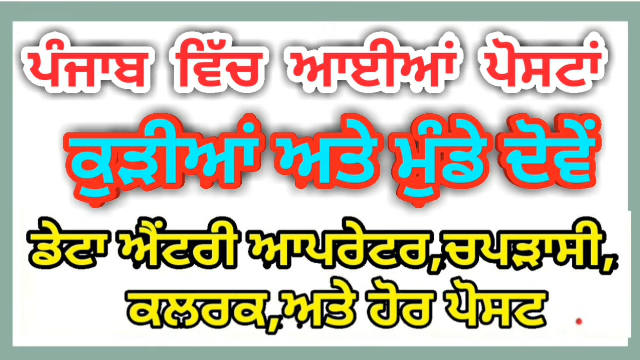 ਪੰਜਾਬ ਵਿੱਚ ਆਈਆਂ ਪੋਸਟਾਂ
ਕੁੜੀਆਂ ਅਤੇ ਮੁੰਡੇ ਦੋਵੇਂ
ਡੇਟਾ ਐਂਟਰੀ ਆਪਰੇਟਰ,ਚਪੜਾਸੀ,
ਕਲਰਕ,ਅਤੇ ਹੋਰ ਪੋਸਟ